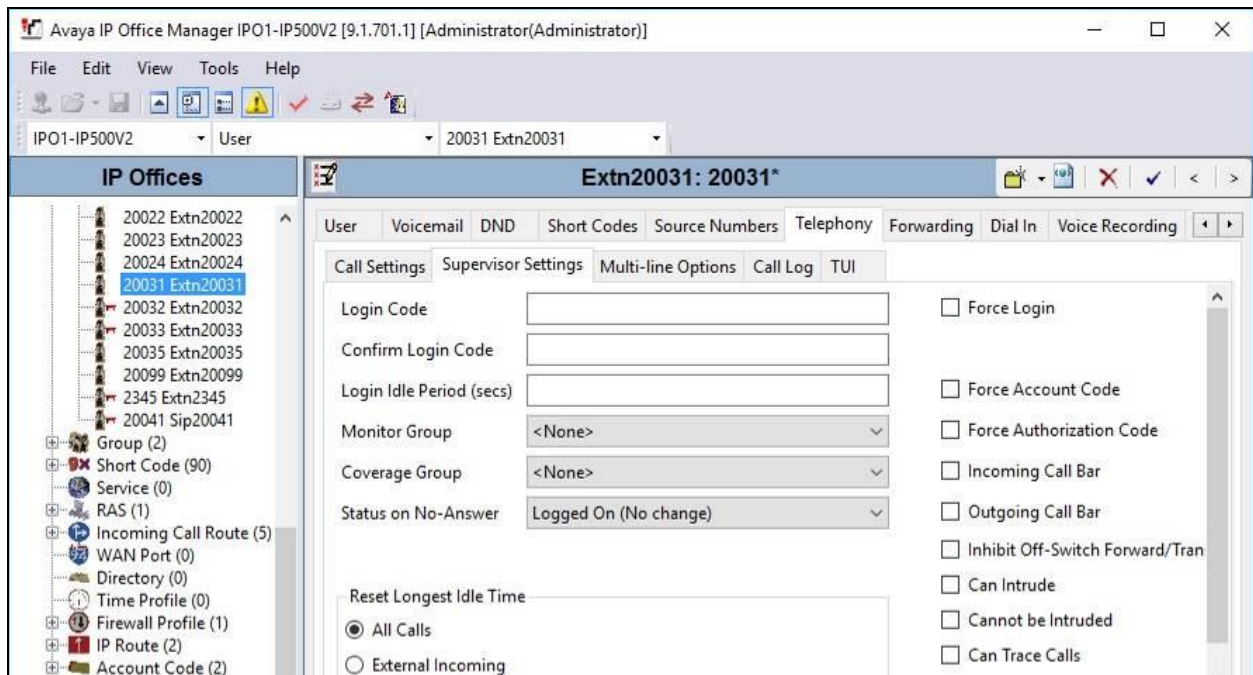 Avaya IP Office Manager IPO1-IP500V2 [9.1.701.1] [Administrator(Administrator)]
File Edit View Tools Help
IPO1-IP500V2 User 20031 Extn20031
IP Offices
20022 Extn20022
20023 Extn20023
20024 Extn20024
20031 Extn20031
20032 Extn20032
20033 Extn20033
20035 Extn20035
20099 Extn20099
2345 Extn2345
20041 Sip20041
Group (2)
Short Code (90)
Service (0)
RAS (1)
Incoming Call Route (5)
WAN Port (0)
Directory (0)
Time Profile (0)
Firewall Profile (1)
IP Route (2)
Account Code (2)
Extn20031: 20031*
User Voicemail DND Short Codes Source Numbers Telephony Forwarding Dial In Voice Recording
Call Settings Supervisor Settings Multi-line Options Call Log TUI
Login Code
Confirm Login Code
Login Idle Period (secs)
Monitor Group <None>
Coverage Group <None>
Status on No-Answer Logged On (No change)
Reset Longest Idle Time
All Calls
External Incoming
Force Login
Force Account Code
Force Authorization Code
Incoming Call Bar
Outgoing Call Bar
Inhibit Off-Switch Forward/Tran
Can Intrude
Cannot be Intruded
Can Trace Calls